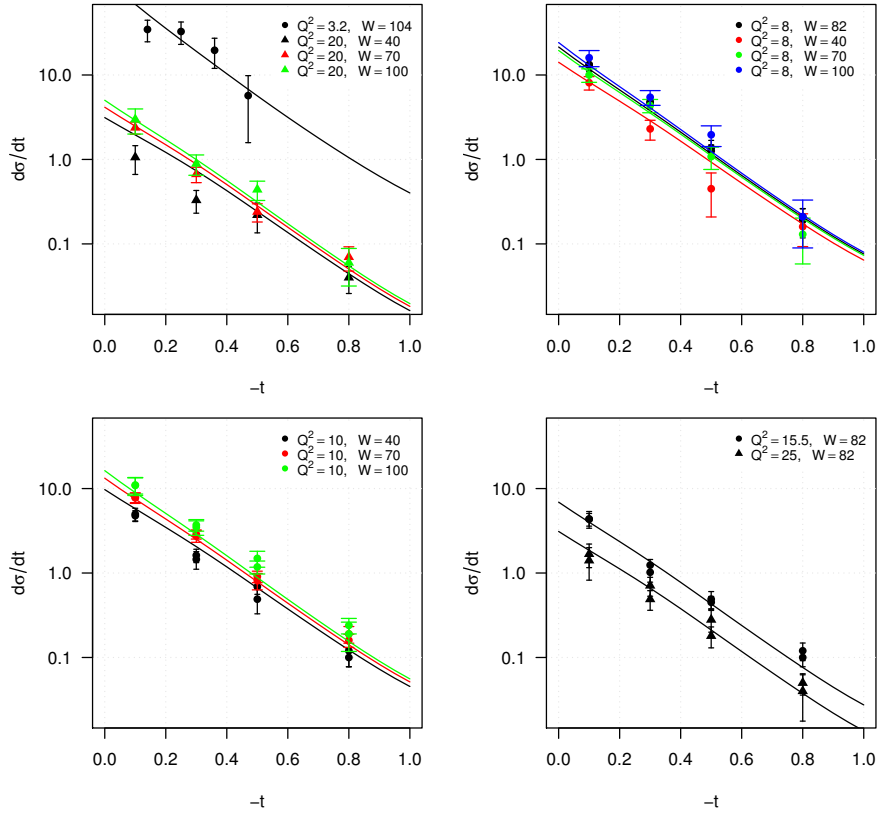 Q² = 3.2, W = 104
Q² = 20, W = 40
Q² = 20, W = 70
Q² = 20, W = 100
10.0
1.0
0.1
dσ/dt
0.0 0.2 0.4 0.6 0.8 1.0
−t
Q² = 8, W = 82
Q² = 8, W = 40
Q² = 8, W = 70
Q² = 8, W = 100
10.0
1.0
0.1
dσ/dt
0.0 0.2 0.4 0.6 0.8 1.0
−t
Q² = 10, W = 40
Q² = 10, W = 70
Q² = 10, W = 100
10.0
1.0
0.1
dσ/dt
0.0 0.2 0.4 0.6 0.8 1.0
−t
Q² = 15.5, W = 82
Q² = 25, W = 82
10.0
1.0
0.1
dσ/dt
0.0 0.2 0.4 0.6 0.8 1.0
−t